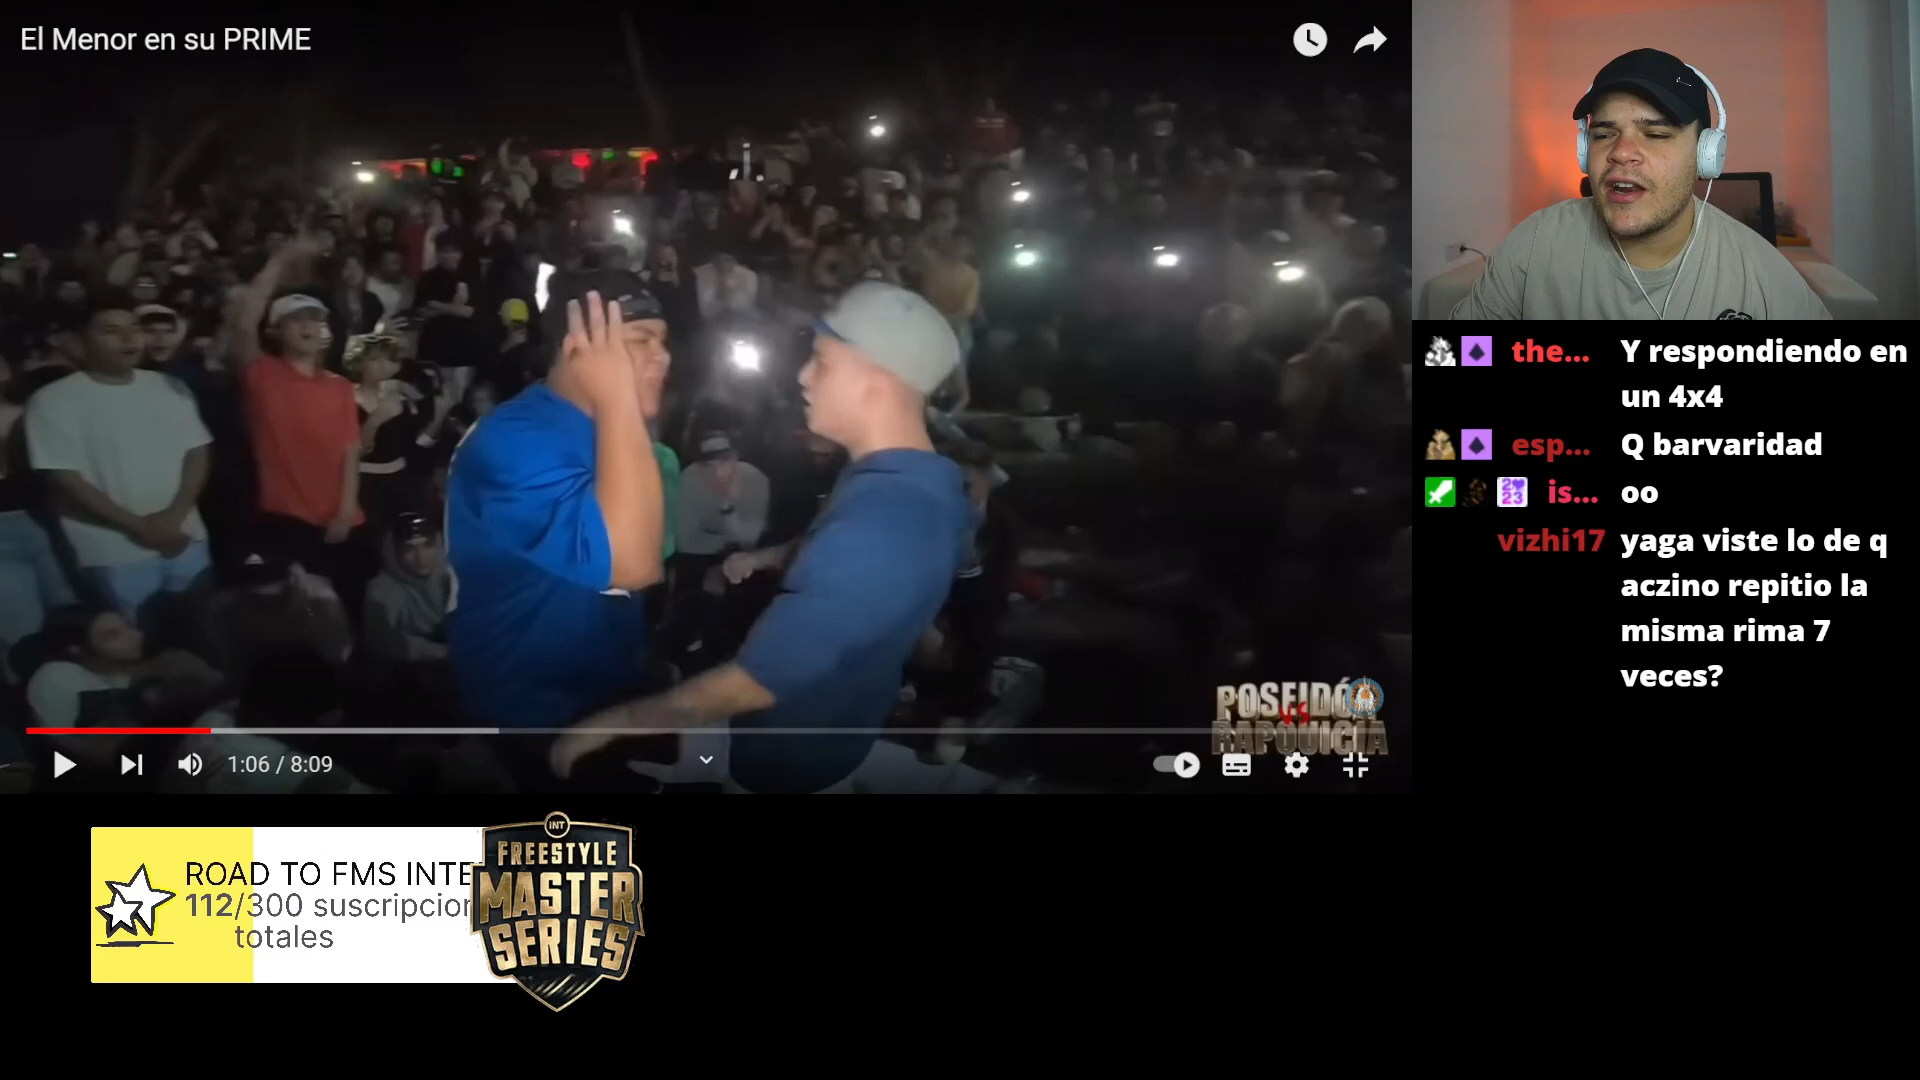 El Menor en su PRIME
the... Y respondiendo en
un 4x4
esp... Q barvaridad
is... oo
vizhi17 yaga viste lo de q
aczino repitio la
misma rima 7
veces?
POSEIDÓN
VS
RAPQUICIA
1:06 / 8:09
ROAD TO FMS INTE
112/300 suscripcion
totales
INT
FREESTYLE
MASTER
SERIES